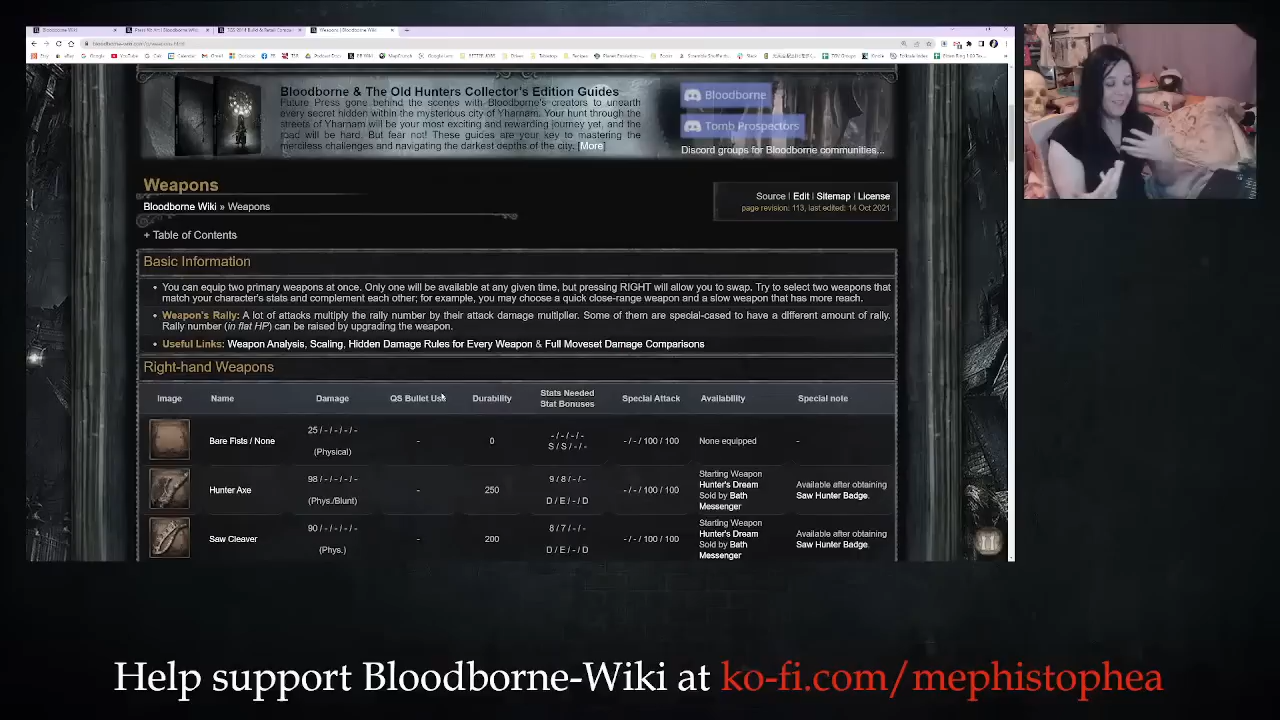 Bloodborne Wiki
Weapons | Bloodborne Wiki
Bloodborne & The Old Hunters Collector's Edition Guides
Future Press gone behind the scenes with Bloodborne's creators to unearth
every secret hidden within the mysterious city of Yharnam. Your hunt through the
streets of Yharnam will be your most exciting and rewarding journey yet, and the
road will be hard. But fear not! These guides are your key to mastering the
merciless challenges and navigating the darkest depths of the city. [More]
Bloodborne
Tomb Prospectors
Discord groups for Bloodborne communities...
Weapons
Bloodborne Wiki » Weapons
Source | Edit | Sitemap | License
page revision: 113, last edited: 14 Oct 2021
+ Table of Contents
Basic Information
• You can equip two primary weapons at once. Only one will be available at any given time, but pressing RIGHT will allow you to swap. Try to select two weapons that
match your character's stats and complement each other; for example, you may choose a quick close-range weapon and a slow weapon that has more reach.
• Weapon's Rally: A lot of attacks multiply the rally number by their attack damage multiplier. Some of them are special-cased to have a different amount of rally.
Rally number (in flat HP) can be raised by upgrading the weapon.
• Useful Links: Weapon Analysis, Scaling, Hidden Damage Rules for Every Weapon & Full Moveset Damage Comparisons
Right-hand Weapons
Image Name Damage QS Bullet Use Durability Stats Needed Special Attack Availability Special note
Stat Bonuses
25 / - / - / - / -
(Physical)
Bare Fists / None
-
0
- / - / - / -
S / S / - / -
- / - / 100 / 100
None equipped
-
98 / - / - / - / -
(Phys./Blunt)
Hunter Axe
-
250
9 / 8 / - / -
D / E / - / D
- / - / 100 / 100
Starting Weapon
Hunter's Dream
Sold by Bath
Messenger
Available after obtaining
Saw Hunter Badge.
90 / - / - / - / -
(Phys.)
Saw Cleaver
-
200
8 / 7 / - / -
D / E / - / D
- / - / 100 / 100
Starting Weapon
Hunter's Dream
Sold by Bath
Messenger
Available after obtaining
Saw Hunter Badge.
Help support Bloodborne-Wiki at ko-fi.com/mephistophea